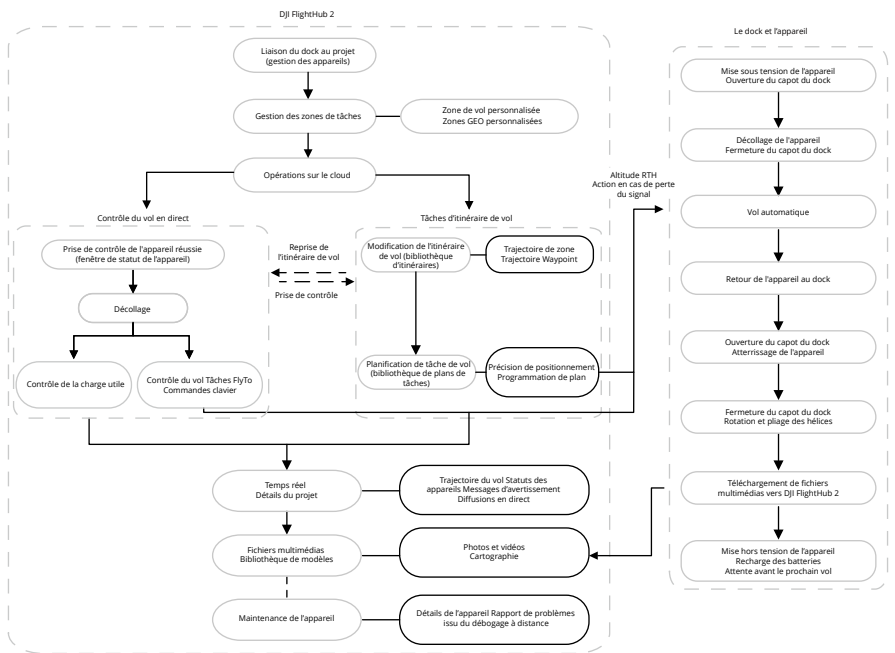 DJI FlightHub 2
Liaison du dock au projet
(gestion des appareils)
Gestion des zones de tâches
Zone de vol personnalisée
Zones GEO personnalisées
Opérations sur le cloud
Contrôle du vol en direct
Prise de contrôle de l'appareil réussie
(fenêtre de statut de l'appareil)
Décollage
Contrôle de la charge utile
Contrôle du vol Tâches FlyTo
Commandes clavier
Reprise de
l'itinéraire de vol
Prise de contrôle
Tâches d'itinéraire de vol
Modification de l'itinéraire
de vol (bibliothèque
d'itinéraires)
Trajectoire de zone
Trajectoire Waypoint
Planification de tâche de vol
(bibliothèque de plans de
tâches)
Précision de positionnement
Programmation de plan
Altitude RTH
Action en cas de perte
du signal
Temps réel
Détails du projet
Trajectoire du vol Statuts des
appareils Messages d'avertissement
Diffusions en direct
Fichiers multimédias
Bibliothèque de modèles
Photos et vidéos
Cartographie
Maintenance de l'appareil
Détails de l'appareil Rapport de problèmes
issu du débogage à distance
Le dock et l'appareil
Mise sous tension de l'appareil
Ouverture du capot du dock
Décollage de l'appareil
Fermeture du capot du dock
Vol automatique
Retour de l'appareil au dock
Ouverture du capot du dock
Atterrissage de l'appareil
Fermeture du capot du dock
Rotation et pliage des hélices
Téléchargement de fichiers
multimédias vers DJI FlightHub 2
Mise hors tension de l'appareil
Recharge des batteries
Attente avant le prochain vol